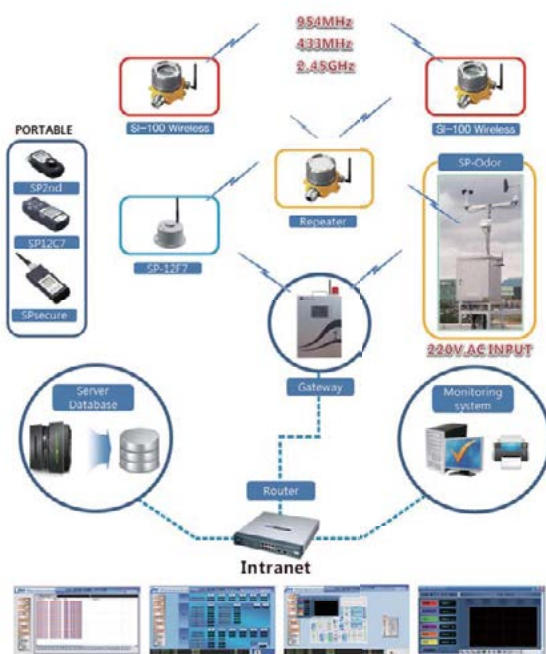 954MHz
433MHz
2.45GHz
SI-100 Wireless
SI-100 Wireless
PORTABLE
SP2nd
SP12C7
SPsecure
SP-12F7
Repeater
SP-Odor
220V AC INPUT
Gateway
Server
Database
Monitoring
system
Router
Intranet